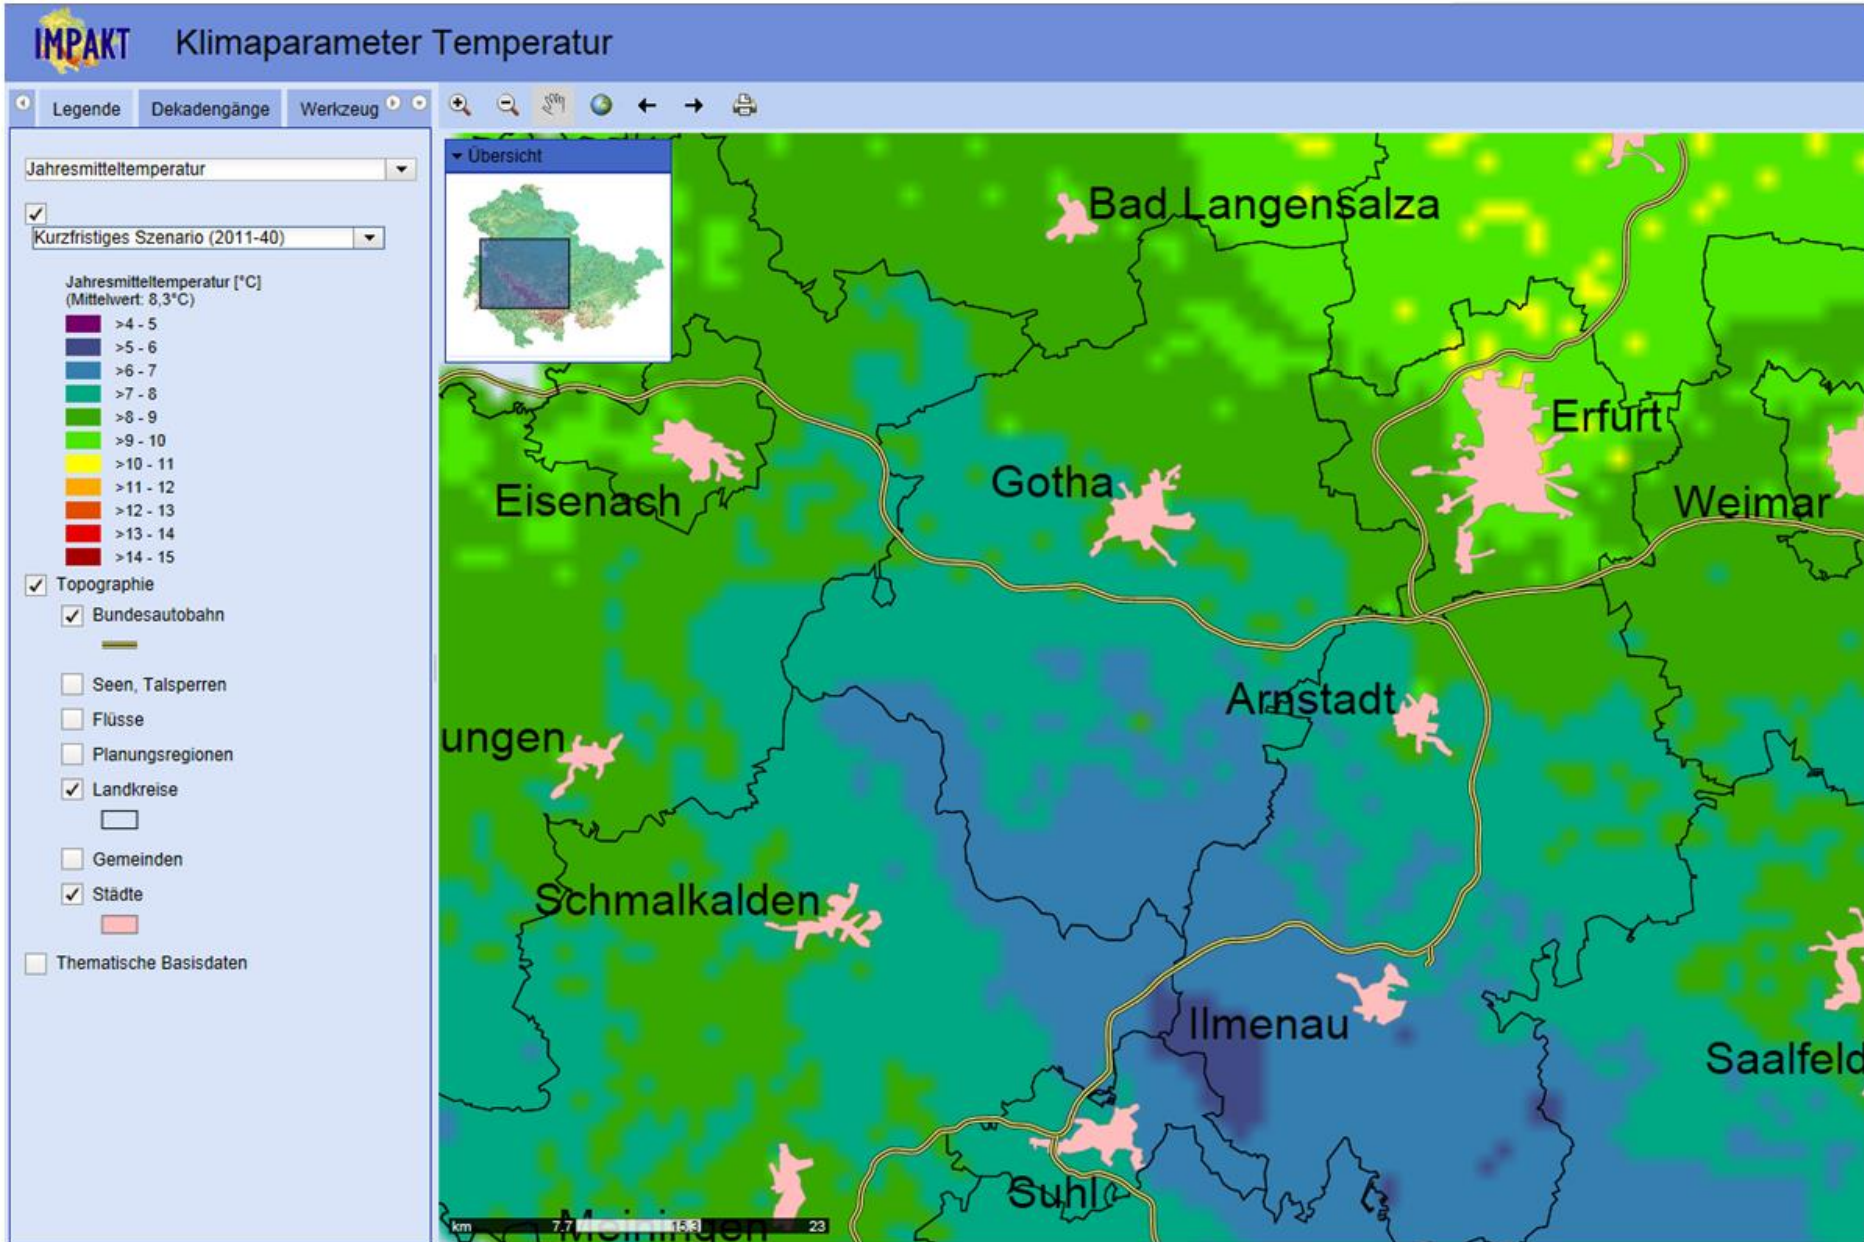 IMPAKT Klimaparameter Temperatur
Legende Dekadengänge Werkzeug
Jahresmitteltemperatur
Kurzfristiges Szenario (2011-40)
Jahresmitteltemperatur [°C]
(Mittelwert: 8,3°C)
>4 - 5
>5 - 6
>6 - 7
>7 - 8
>8 - 9
>9 - 10
>10 - 11
>11 - 12
>12 - 13
>13 - 14
>14 - 15
Topographie
Bundesautobahn
Seen, Talsperren
Flüsse
Planungsregionen
Landkreise
Gemeinden
Städte
Thematische Basisdaten
Übersicht
Bad Langensalza
Erfurt
Gotha
Eisenach
Weimar
Arnstadt
ungen
Schmalkalden
Ilmenau
Saalfeld
Suhl
Meiningen
km 7.7 15.3 23